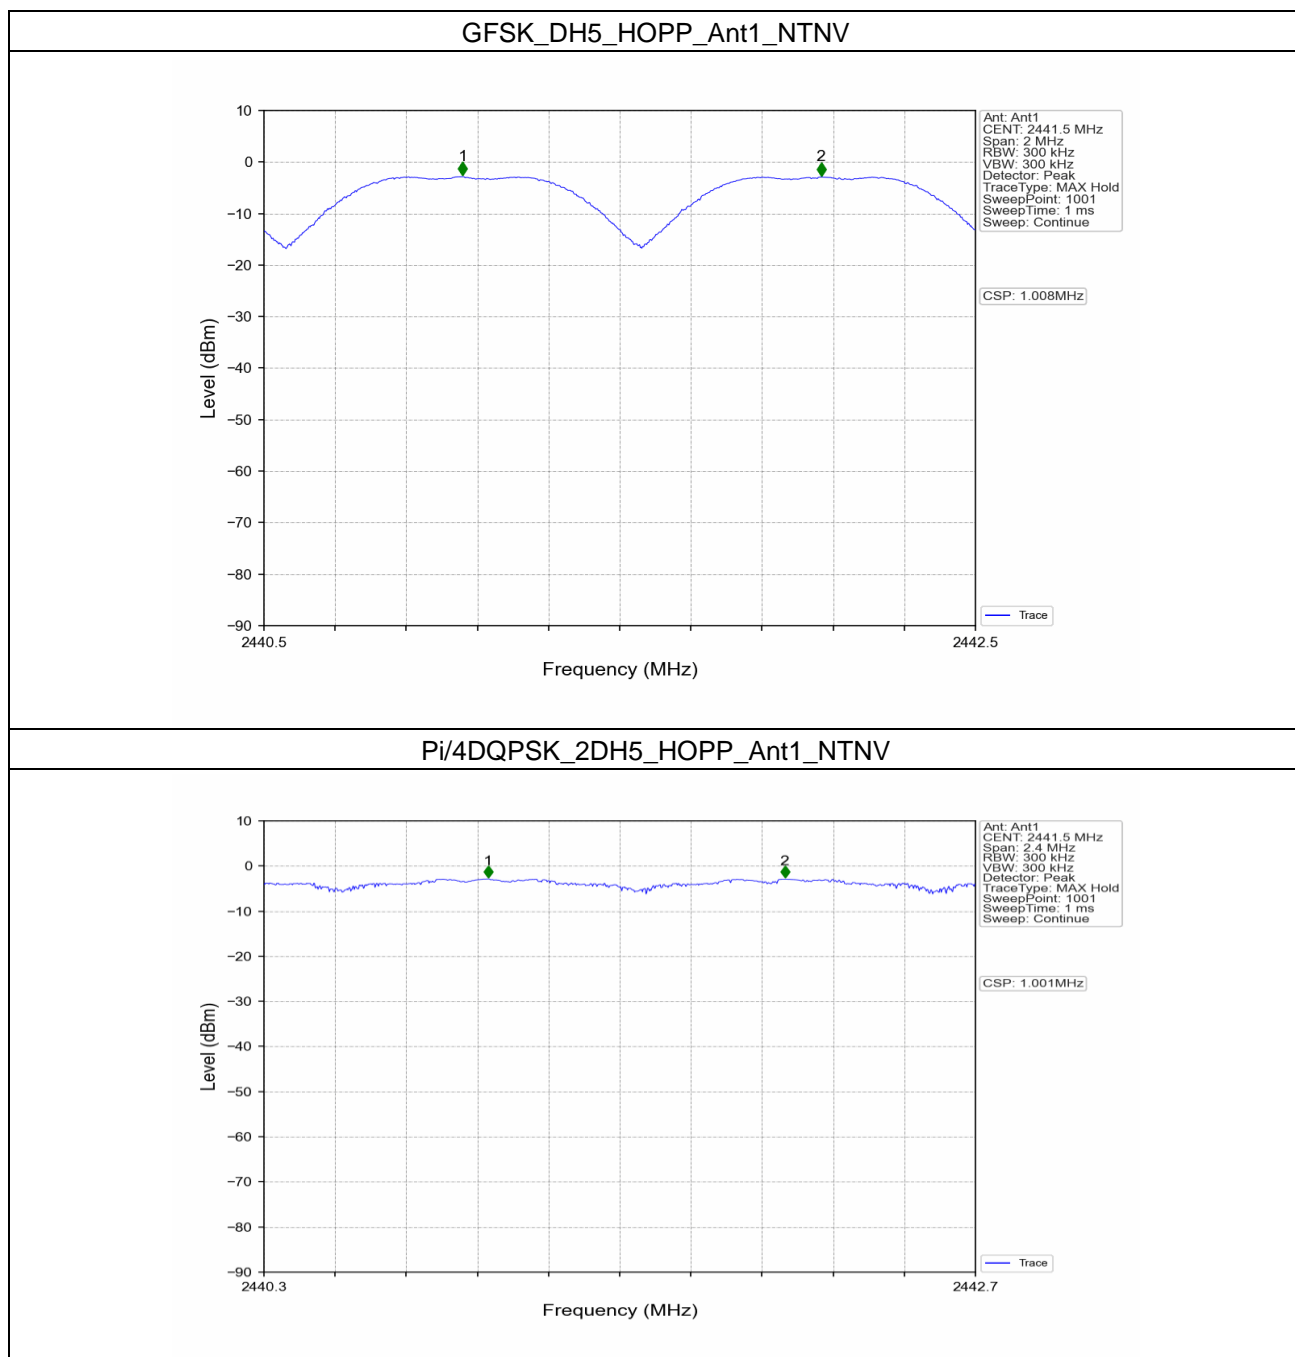 GFSK_DH5_HOPP_Ant1_NTNV
10
0
−10
−20
−30
−40
−50
−60
−70
−80
−90
Level (dBm)
1
2
2440.5
2442.5
Frequency (MHz)
Ant: Ant1
CENT: 2441.5 MHz
Span: 2 MHz
RBW: 300 kHz
VBW: 300 kHz
Detector: Peak
TraceType: MAX Hold
SweepPoint: 1001
SweepTime: 1 ms
Sweep: Continue
CSP: 1.008MHz
Trace
Pi/4DQPSK_2DH5_HOPP_Ant1_NTNV
10
0
−10
−20
−30
−40
−50
−60
−70
−80
−90
Level (dBm)
1
2
2440.3
2442.7
Frequency (MHz)
Ant: Ant1
CENT: 2441.5 MHz
Span: 2.4 MHz
RBW: 300 kHz
VBW: 300 kHz
Detector: Peak
TraceType: MAX Hold
SweepPoint: 1001
SweepTime: 1 ms
Sweep: Continue
CSP: 1.001MHz
Trace